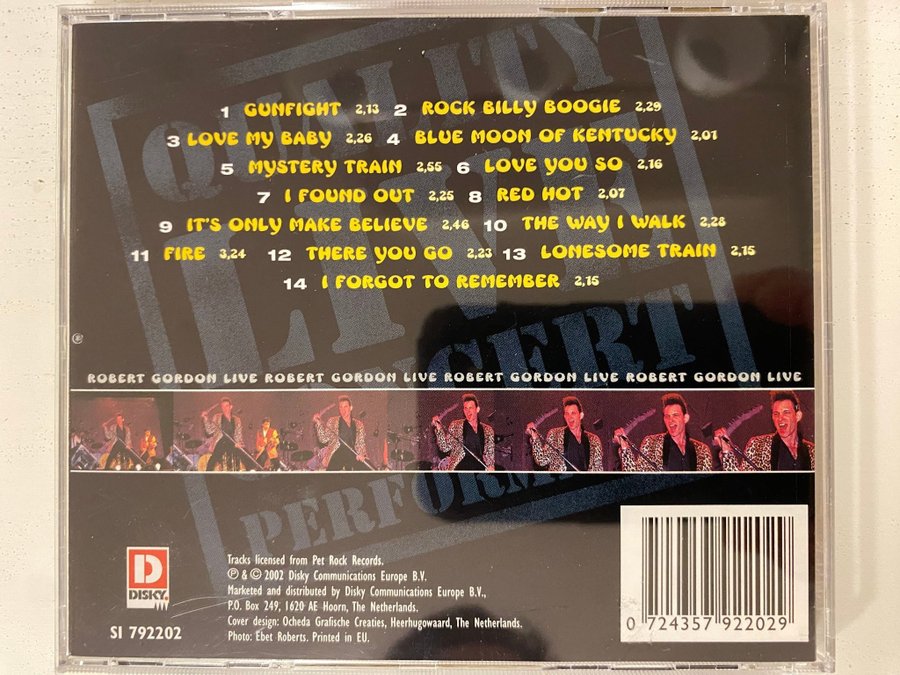 QUALITY
LIVE
CONCERT
PERFORMANCE
1 GUNFIGHT 2,13 2 ROCK BILLY BOOGIE 2,29
3 LOVE MY BABY 2,26 4 BLUE MOON OF KENTUCKY 2,01
5 MYSTERY TRAIN 2,55 6 LOVE YOU SO 2,16
7 I FOUND OUT 2,25 8 RED HOT 2,07
9 IT'S ONLY MAKE BELIEVE 2,46 10 THE WAY I WALK 2,28
11 FIRE 3,24 12 THERE YOU GO 2,23 13 LONESOME TRAIN 2,15
14 I FORGOT TO REMEMBER 2,15
ROBERT GORDON LIVE ROBERT GORDON LIVE ROBERT GORDON LIVE ROBERT GORDON LIVE
D
DISKY.
SI 792202
Tracks licensed from Pet Rock Records.
℗ & © 2002 Disky Communications Europe B.V.
Marketed and distributed by Disky Communications Europe B.V.,
P.O. Box 249, 1620 AE Hoorn, The Netherlands.
Cover design: Ocheda Grafische Creaties, Heerhugowaard, The Netherlands.
Photo: Ebet Roberts. Printed in EU.
0 724357 922029